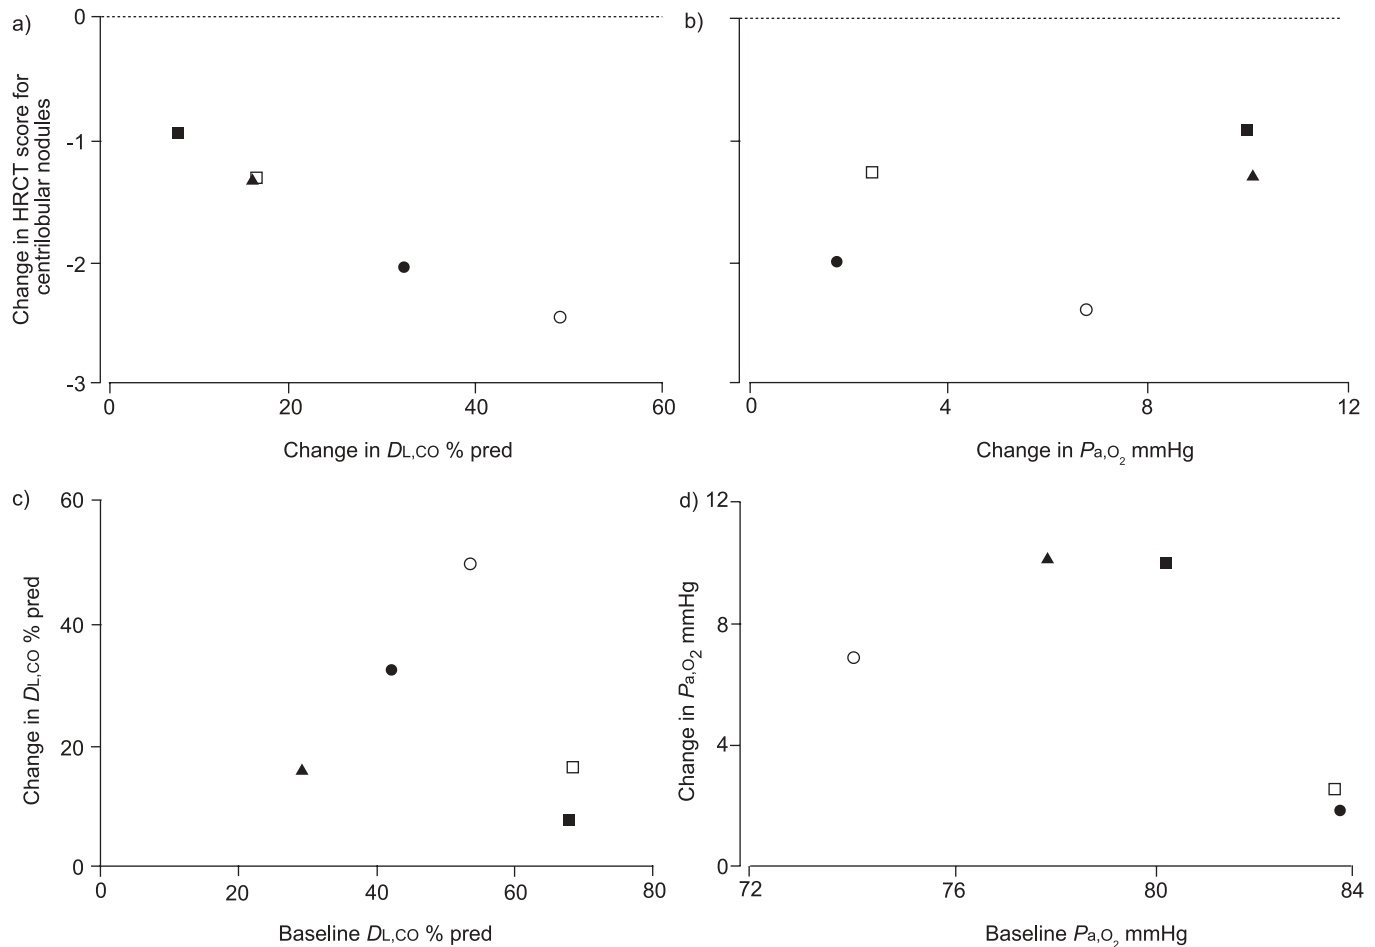 a)
0
-1
-2
-3
Change in HRCT score for
centrilobular nodules
0 20 40 60
Change in DL,CO % pred
b)
0 4 8 12
Change in Pa,O2 mmHg
c)
60
40
20
0
Change in DL,CO % pred
0 20 40 60 80
Baseline DL,CO % pred
d)
12
8
4
0
Change in Pa,O2 mmHg
72 76 80 84
Baseline Pa,O2 mmHg